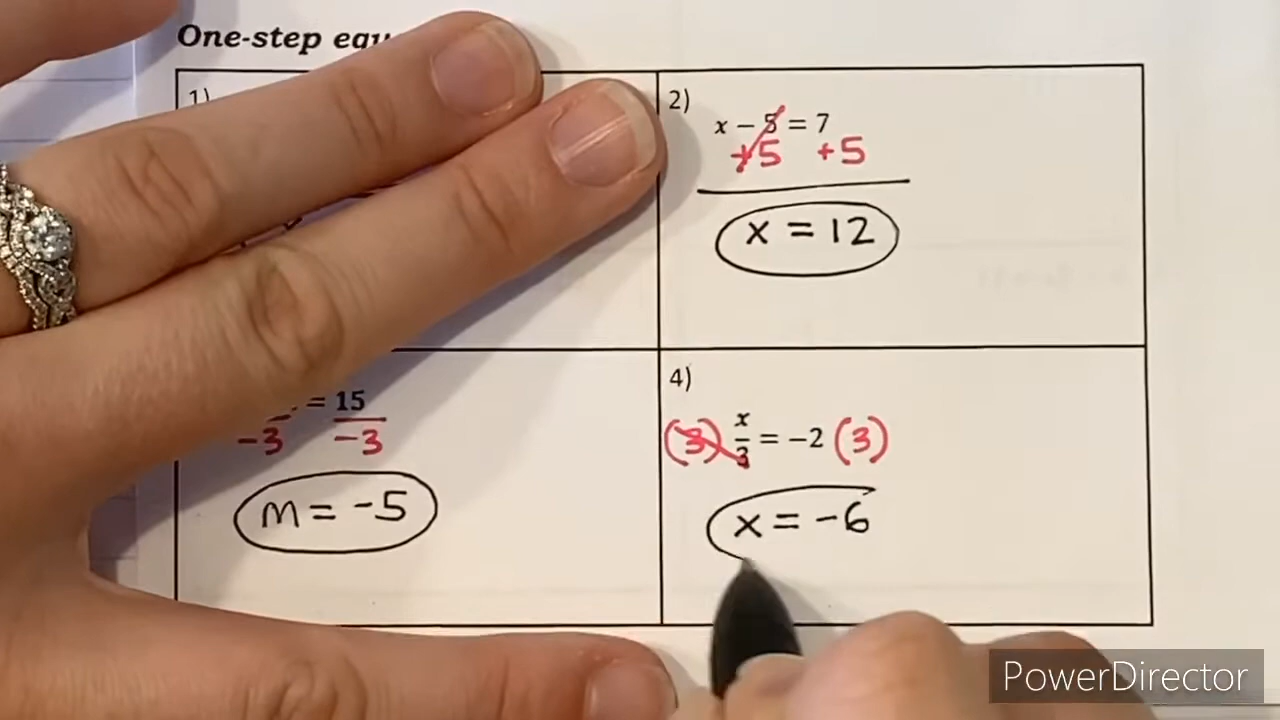 One-step
1)
2)
x − 5 = 7
+5 +5
x = 12
= 15
-3 -3
m = -5
4)
(3) x/3 = −2 (3)
x = -6
PowerDirector